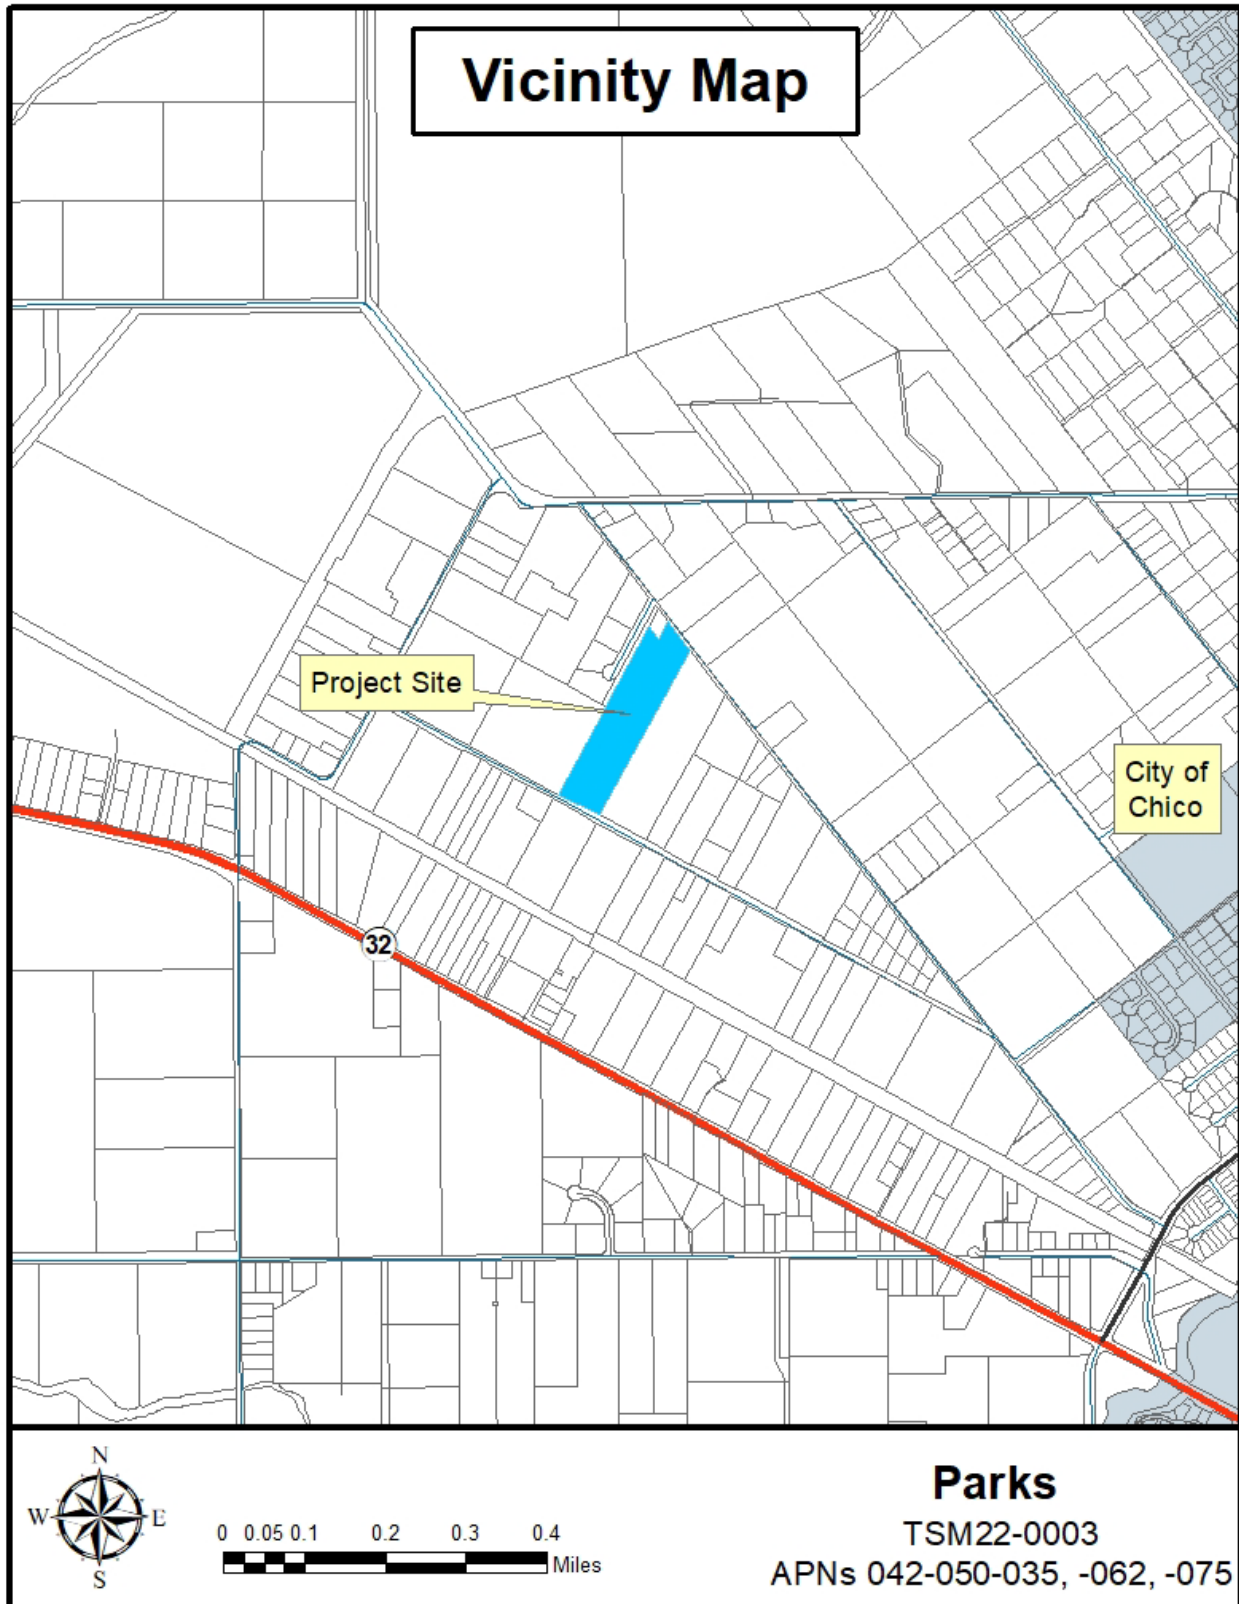 Vicinity Map
Project Site
City of
Chico
32
N
W E
S
0 0.05 0.1 0.2 0.3 0.4
Miles
Parks
TSM22-0003
APNs 042-050-035, -062, -075